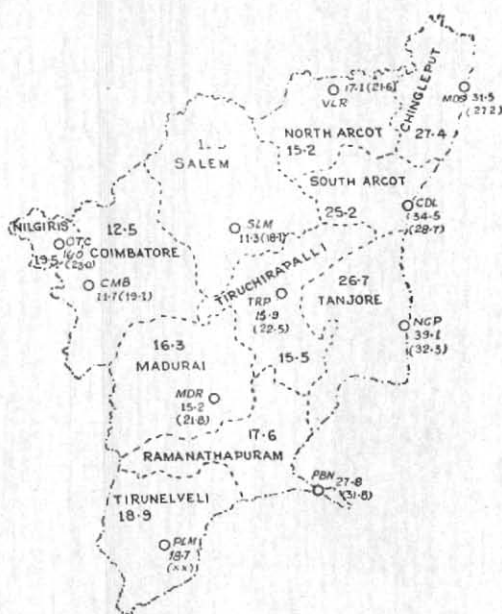 CHINGLEPUT
27·4
MDS 31·5
(27·2)
17·1 (21·6)
VLR
NORTH ARCOT
15·2
SALEM
SOUTH ARCOT
25·2
CDL
34·5
(28·7)
SLM
11·3 (18·1)
NILGIRIS
OTC
19·5
(23·0)
12·5
COIMBATORE
CMB
11·7 (19·1)
TIRUCHIRAPALLI
TRP
15·9
(22·5)
15·5
26·7
TANJORE
NGP
39·1
(32·3)
16·3
MADURAI
MDR
15·2
(21·8)
17·6
RAMANATHAPURAM
PBN 27·8
(31·8)
TIRUNELVELI
18·9
PLM
18·7
(××)